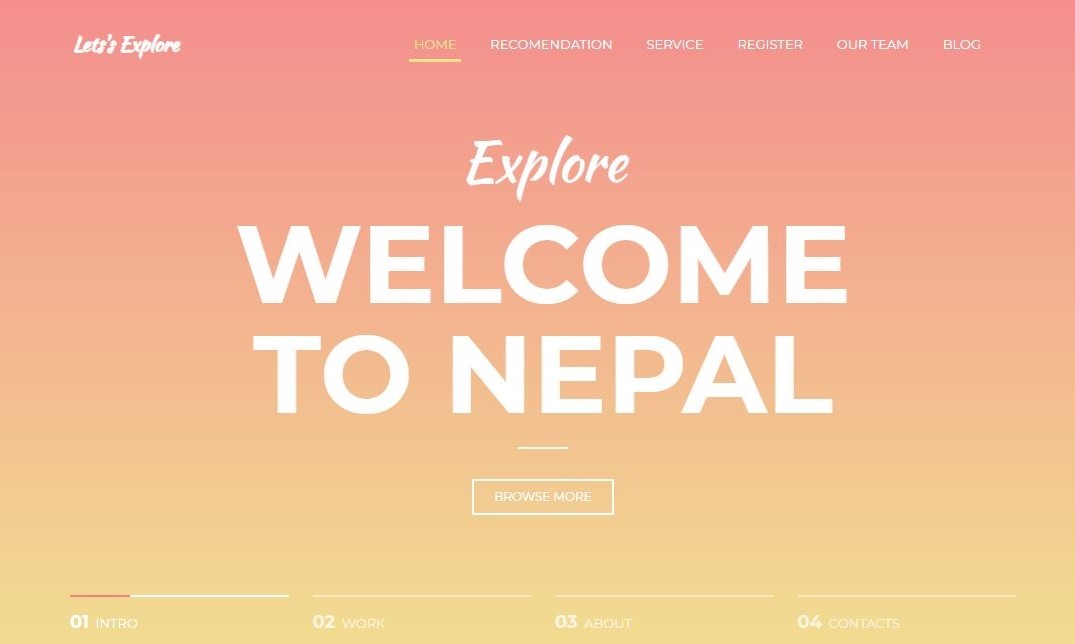 Lets's Explore
HOME RECOMENDATION SERVICE REGISTER OUR TEAM BLOG
Explore
WELCOME
TO NEPAL
BROWSE MORE
01 INTRO 02 WORK 03 ABOUT 04 CONTACTS